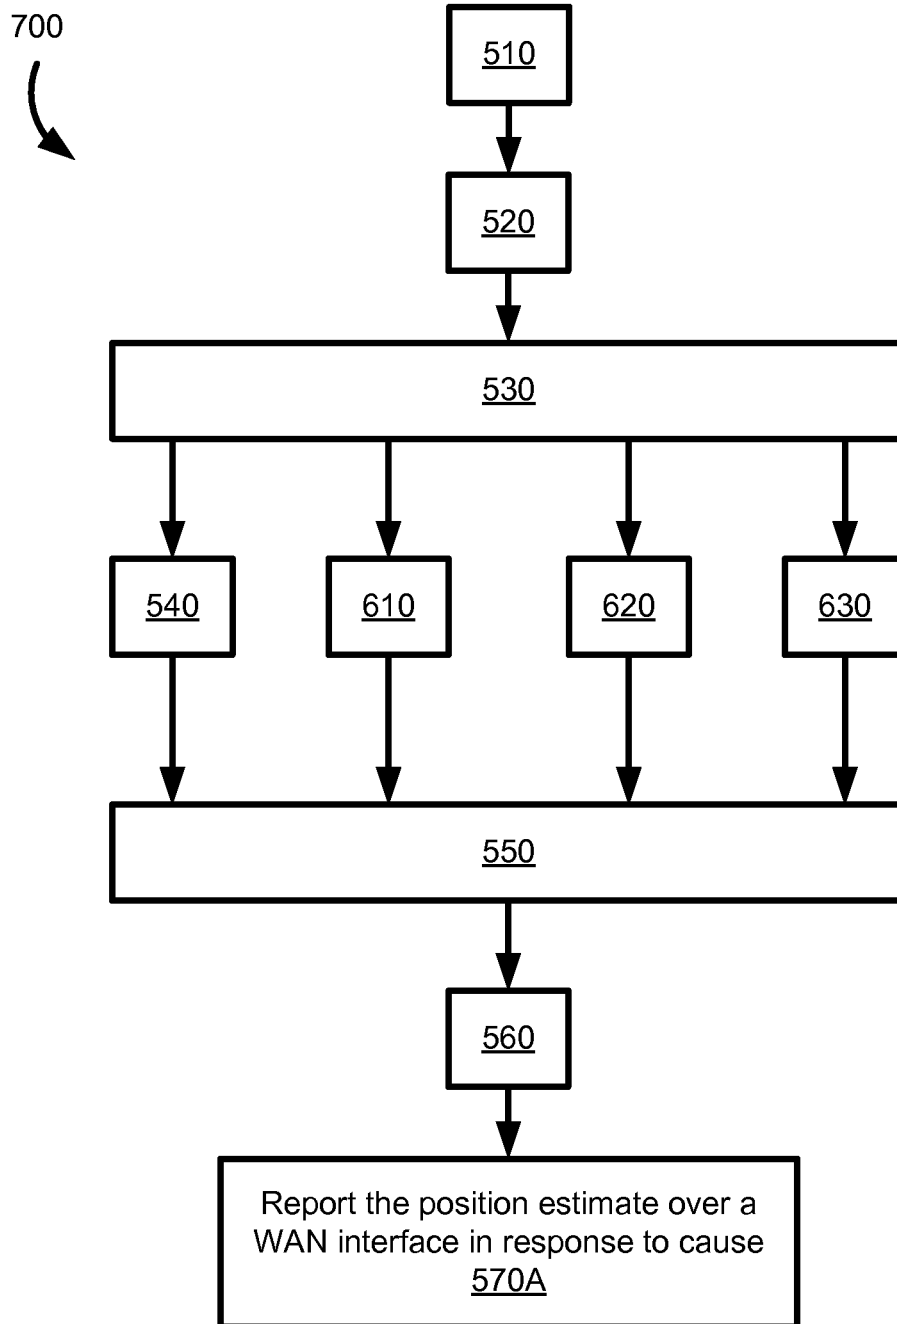 700
510
520
530
540 610 620 630
550
560
Report the position estimate over a
WAN interface in response to cause
570A